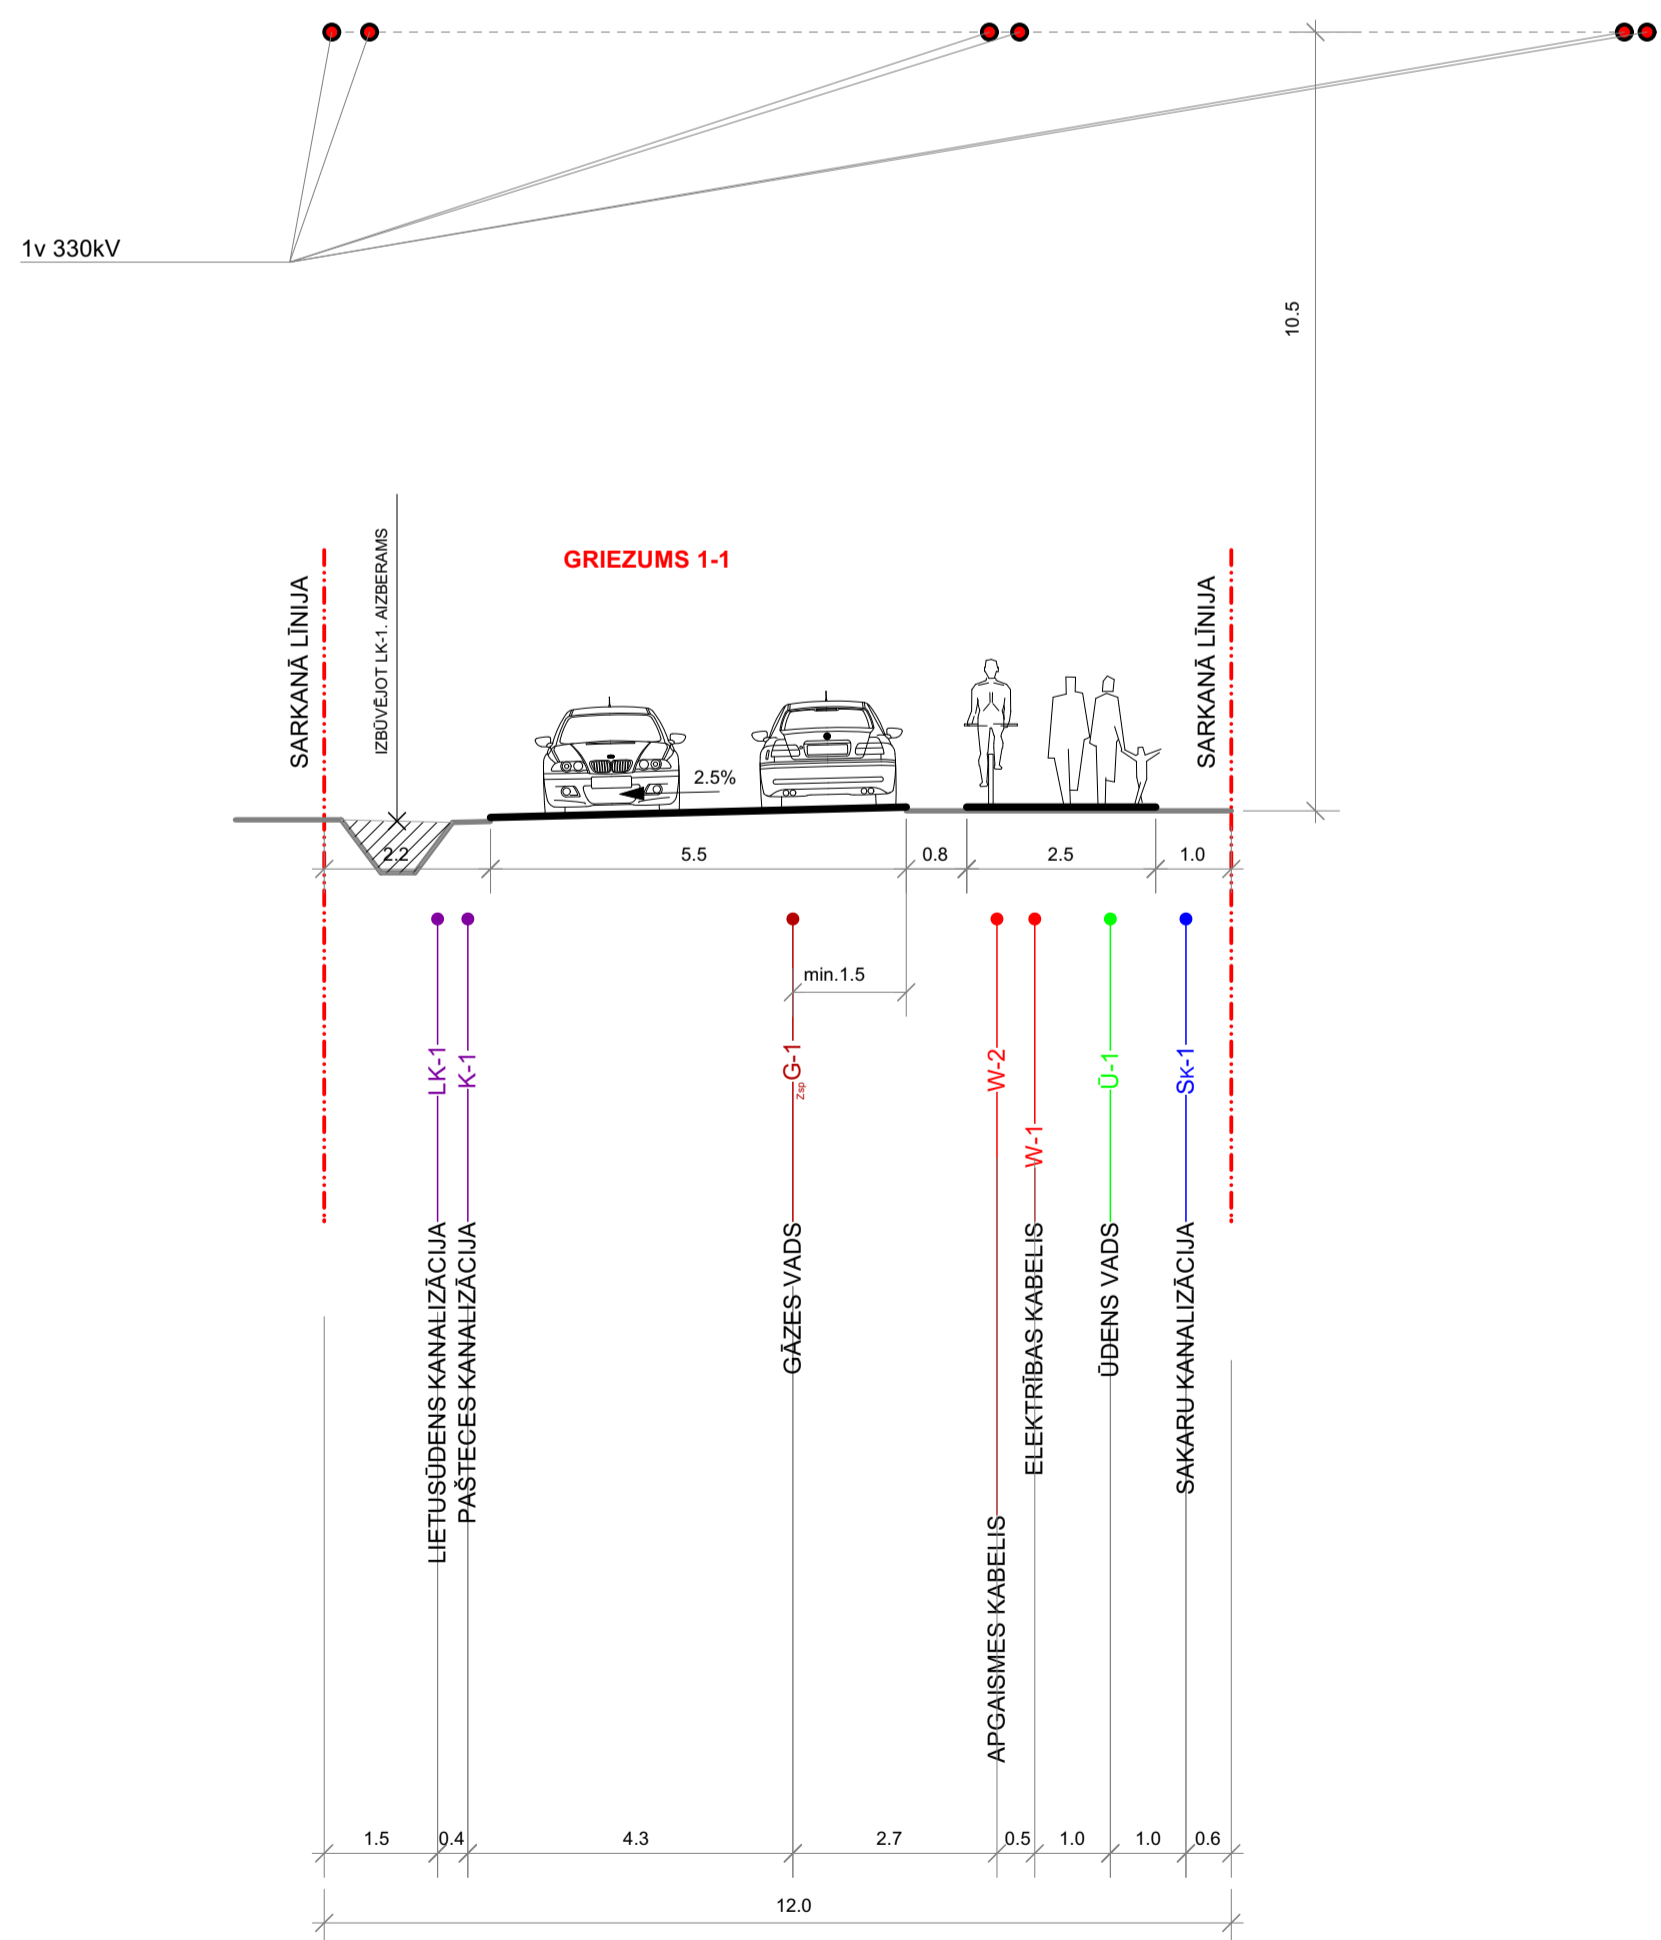 1v 330kV
10.5
GRIEZUMS 1-1
SARKANĀ LĪNIJA
IZBŪVĒJOT LK-1. AIZBERAMS
SARKANĀ LĪNIJA
2.5%
2.2
5.5
0.8
2.5
1.0
min.1.5
LK-1
K-1
zsp G-1
W-2
W-1
Ū-1
SK-1
LIETUSŪDENS KANALIZĀCIJA
PAŠTECES KANALIZĀCIJA
GĀZES VADS
APGAISMES KABELIS
ELEKTRĪBAS KABELIS
ŪDENS VADS
SAKARU KANALIZĀCIJA
1.5
0.4
4.3
2.7
0.5
1.0
1.0
0.6
12.0